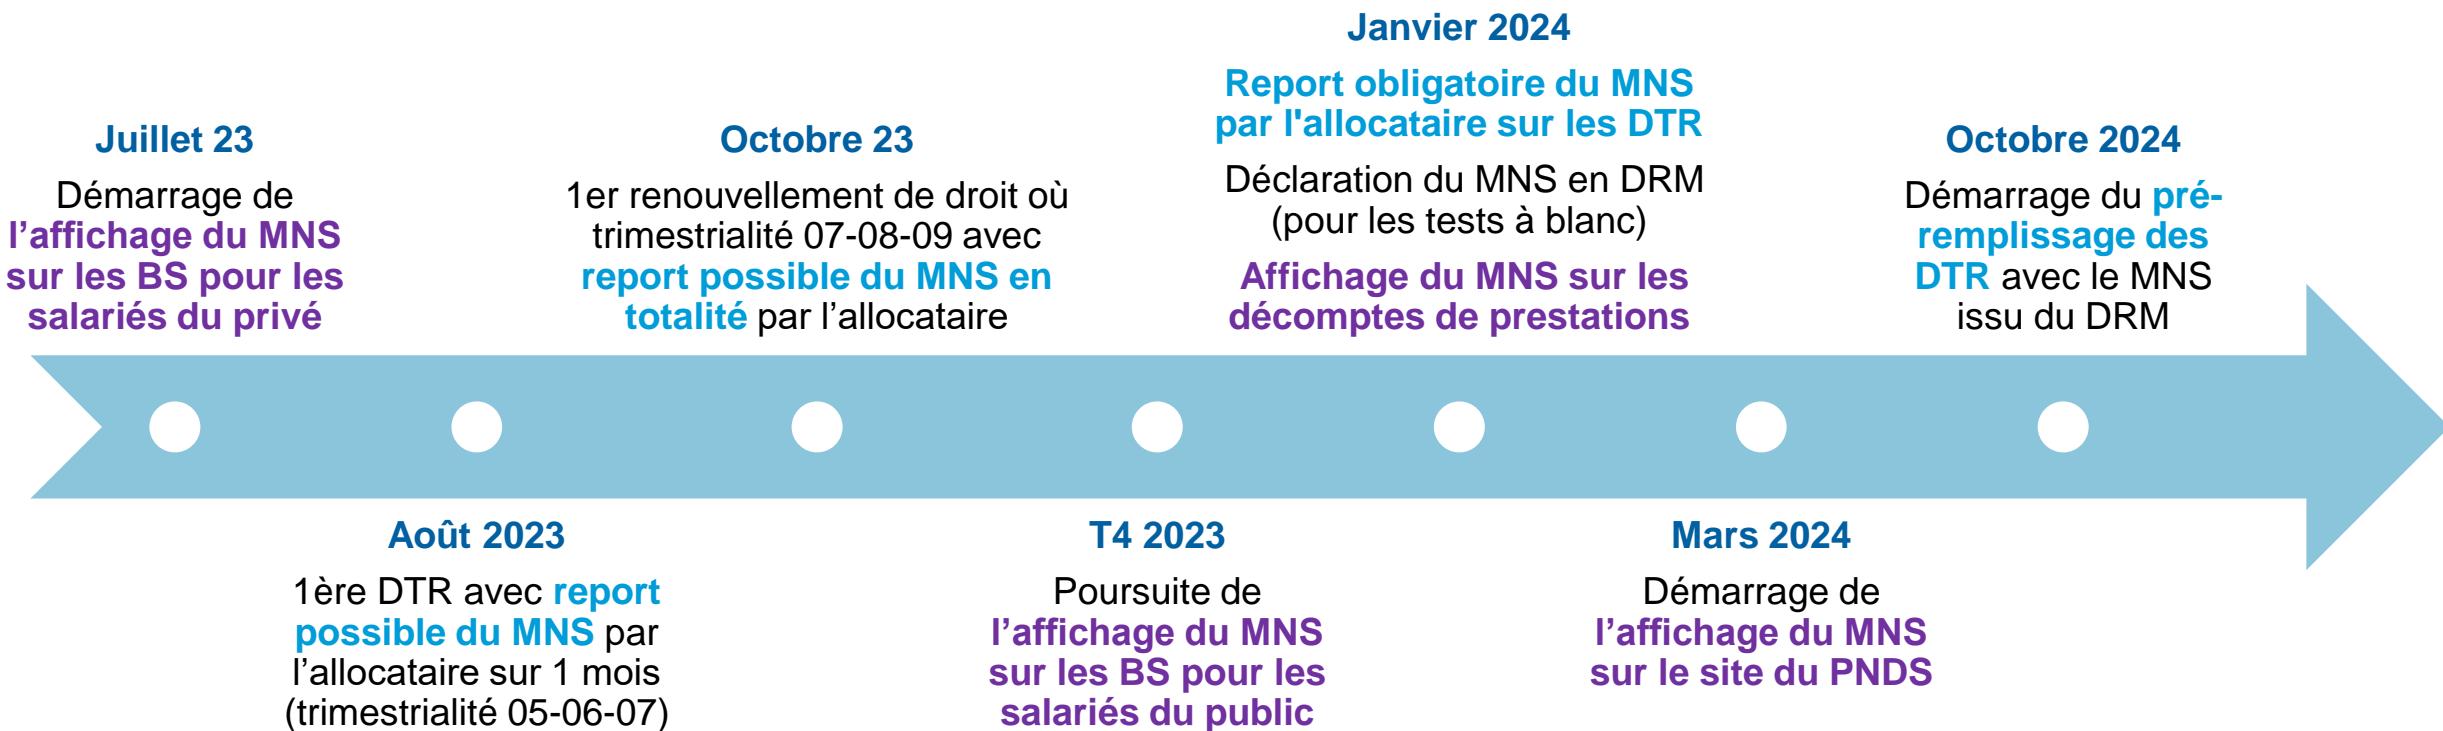 Juillet 23
Démarrage de
l’affichage du MNS
sur les BS pour les
salariés du privé
Août 2023
1ère DTR avec report
possible du MNS par
l’allocataire sur 1 mois
(trimestrialité 05-06-07)
Octobre 23
1er renouvellement de droit où
trimestrialité 07-08-09 avec
report possible du MNS en
totalité par l’allocataire
T4 2023
Poursuite de
l’affichage du MNS
sur les BS pour les
salariés du public
Janvier 2024
Report obligatoire du MNS
par l'allocataire sur les DTR
Déclaration du MNS en DRM
(pour les tests à blanc)
Affichage du MNS sur les
décomptes de prestations
Mars 2024
Démarrage de
l’affichage du MNS
sur le site du PNDS
Octobre 2024
Démarrage du pré-
remplissage des
DTR avec le MNS
issu du DRM